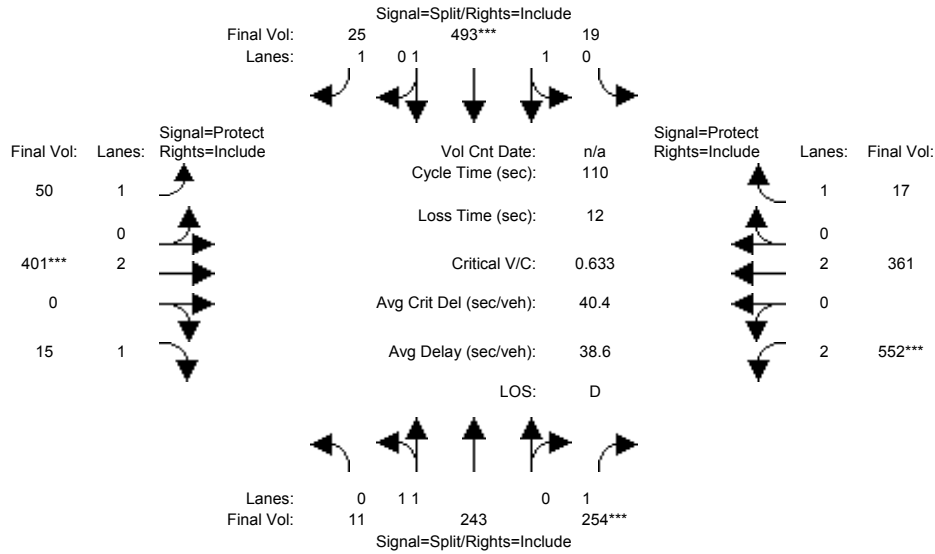 Signal=Split/Rights=Include
Final Vol: 25 493*** 19
Lanes: 1 0 1 1 0
Signal=Protect Signal=Protect
Final Vol: Lanes: Rights=Include Vol Cnt Date: n/a Rights=Include Lanes: Final Vol:
Cycle Time (sec): 110
50 1 1 17
Loss Time (sec): 12
0 0
401*** 2 Critical V/C: 0.633 2 361
0 Avg Crit Del (sec/veh): 40.4 0
15 1 Avg Delay (sec/veh): 38.6 2 552***
LOS: D
Lanes: 0 1 1 0 1
Final Vol: 11 243 254***
Signal=Split/Rights=Include